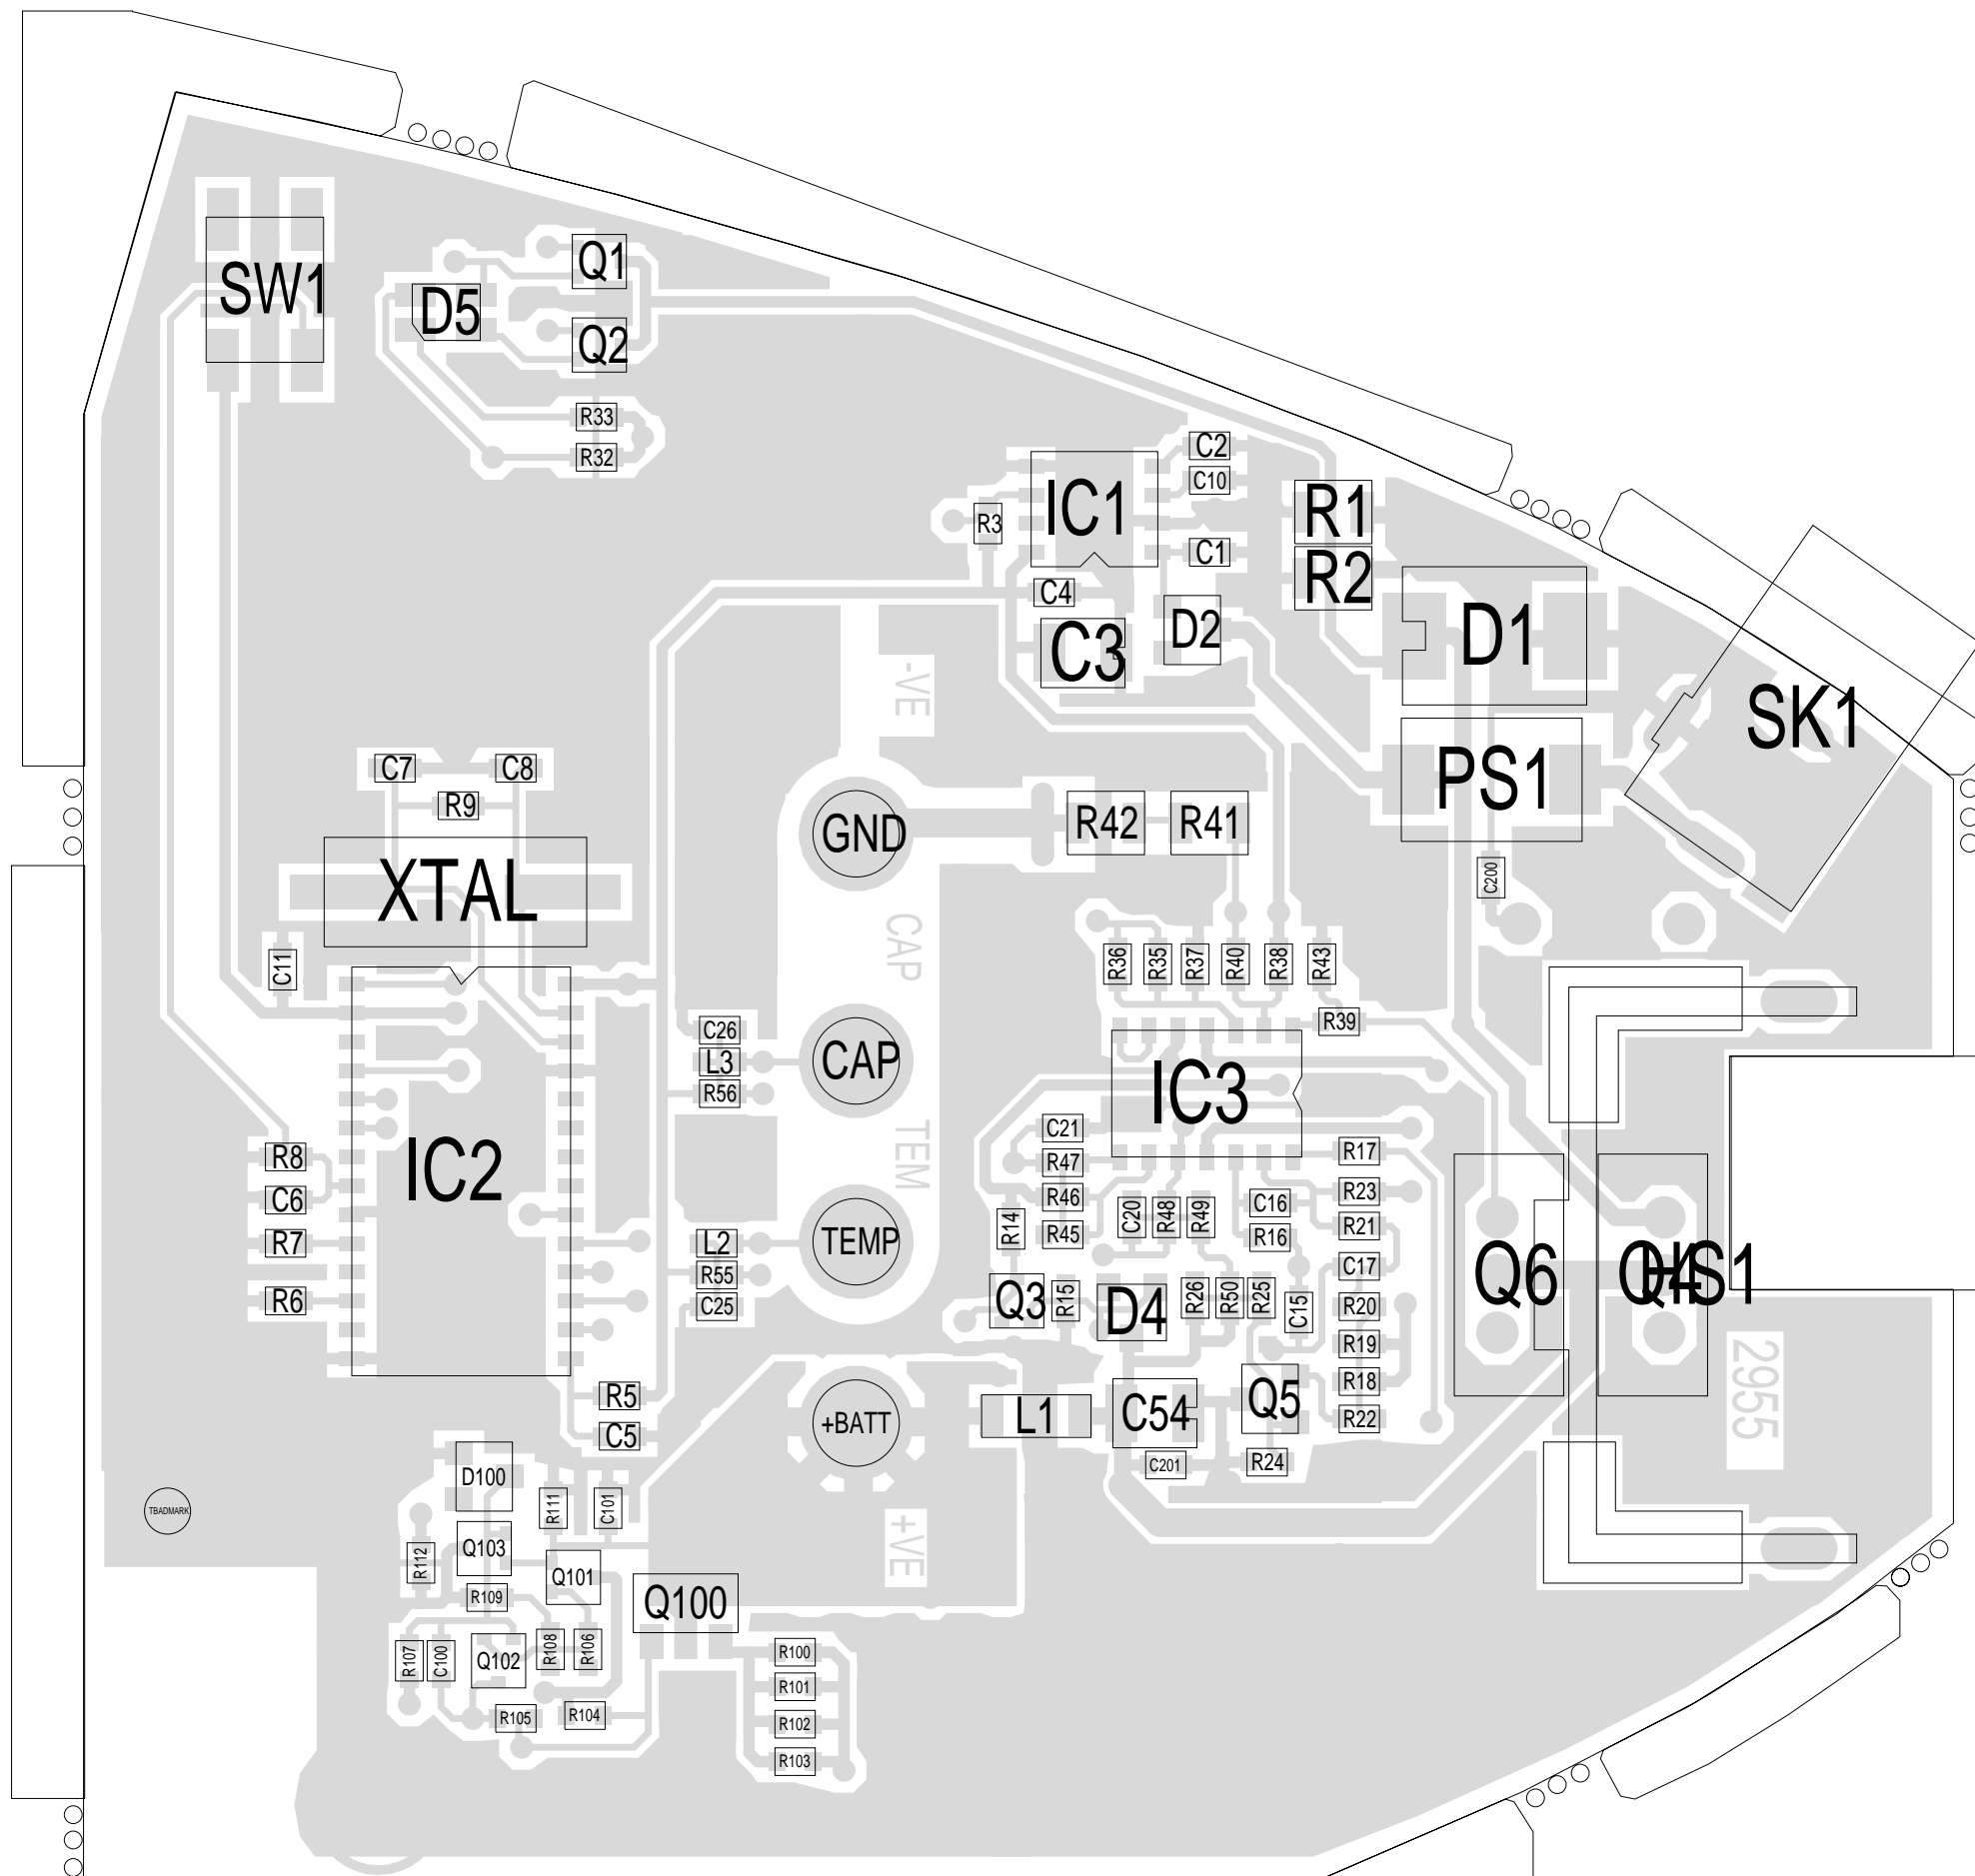 SW1
D5
Q1
Q2
R33
R32
C2
C10
C1
IC1
R3
C4
C3
D2
R1
R2
D1
SK1
PS1
-VE
C7
C8
R9
XTAL
GND
R42
R41
C200
CAP
C11
R36
R35
R37
R40
R38
R43
R39
C26
L3
R56
CAP
IC3
IC2
R8
C6
R7
R6
TEM
C21
R47
R46
R45
R14
C20
R48
R49
C16
R16
R17
R23
R21
C17
R20
R19
R18
R22
L2
R55
C25
TEMP
Q3
R15
D4
R26
R50
R25
C15
Q6
Q4
HS1
2955
R5
C5
+BATT
L1
C54
Q5
C201
R24
D100
R111
C101
TBADMARK
Q103
R112
Q101
R109
Q100
+VE
R107
C100
Q102
R108
R106
R105
R104
R100
R101
R102
R103